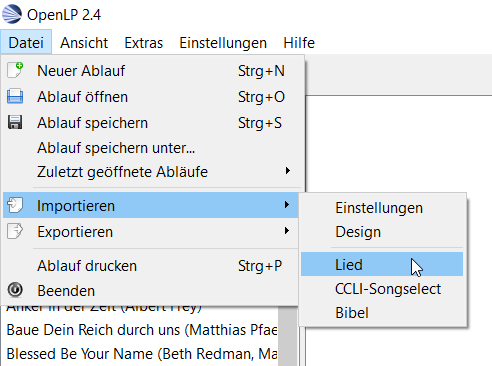 OpenLP 2.4
Datei Ansicht Extras Einstellungen Hilfe
Neuer Ablauf Strg+N
Ablauf öffnen Strg+O
Ablauf speichern Strg+S
Ablauf speichern unter...
Zuletzt geöffnete Abläufe
Importieren
Exportieren
Ablauf drucken Strg+P
Beenden
Einstellungen
Design
Lied
CCLI-Songselect
Bibel
Anker in der Zeit (Albert Frey)
Baue Dein Reich durch uns (Matthias Pfae
Blessed Be Your Name (Beth Redman, Ma